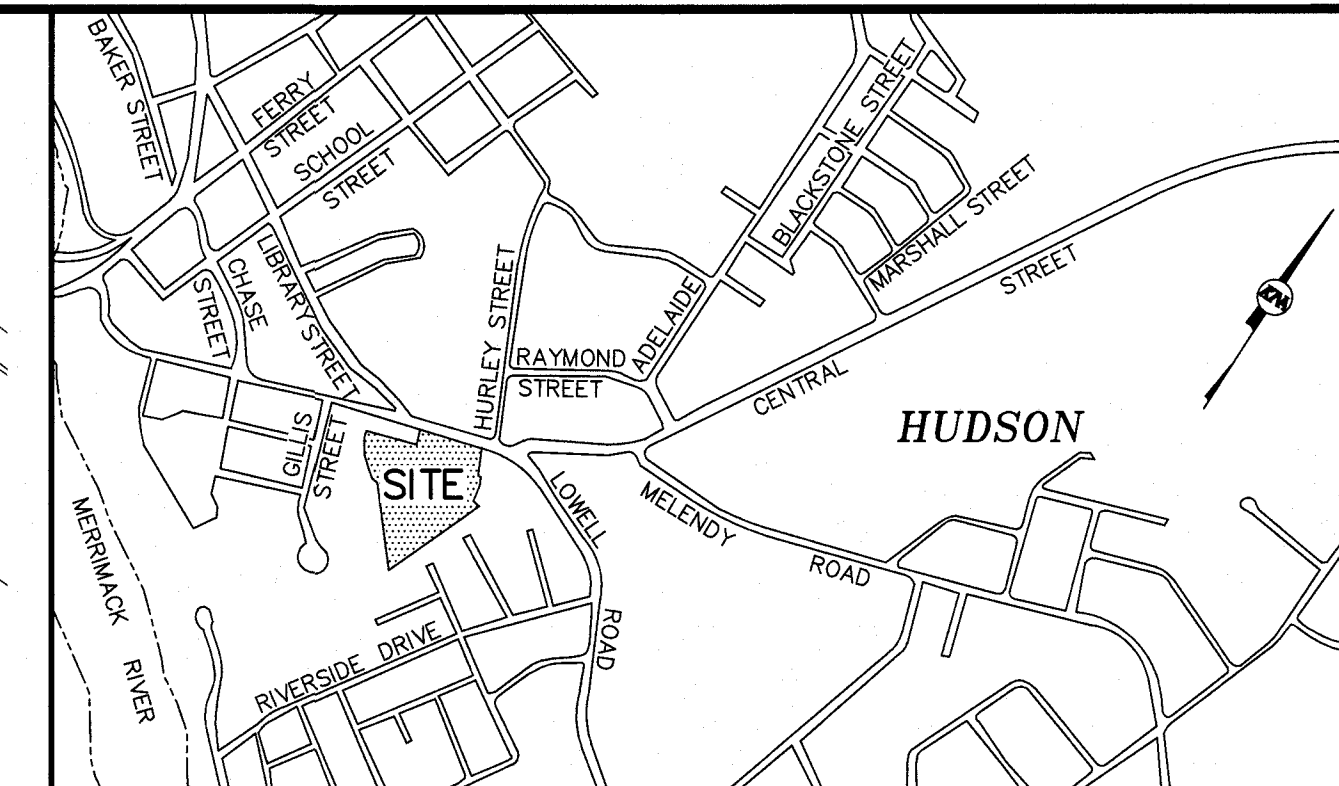 BAKER STREET
FERRY
STREET
SCHOOL
STREET
BLACKSTONE STREET
MARSHALL STREET
CHASE
STREET
LIBRARY STREET
HURLEY STREET
RAYMOND
STREET
ADELAIDE
CENTRAL
STREET
HUDSON
GILLIS
STREET
SITE
LOWELL
ROAD
MELENDY
ROAD
MERRIMACK
RIVER
RIVERSIDE DRIVE